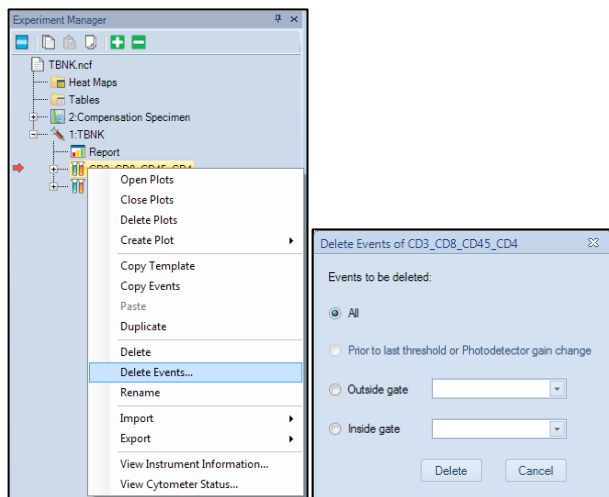 Experiment Manager
TBNK.ncf
Heat Maps
Tables
2:Compensation Specimen
1:TBNK
Report
CD3_CD8_CD45_CD4
Open Plots
Close Plots
Delete Plots
Create Plot
Copy Template
Copy Events
Paste
Duplicate
Delete
Delete Events...
Rename
Import
Export
View Instrument Information...
View Cytometer Status...
Delete Events of CD3_CD8_CD45_CD4
Events to be deleted:
All
Prior to last threshold or Photodetector gain change
Outside gate
Inside gate
Delete Cancel